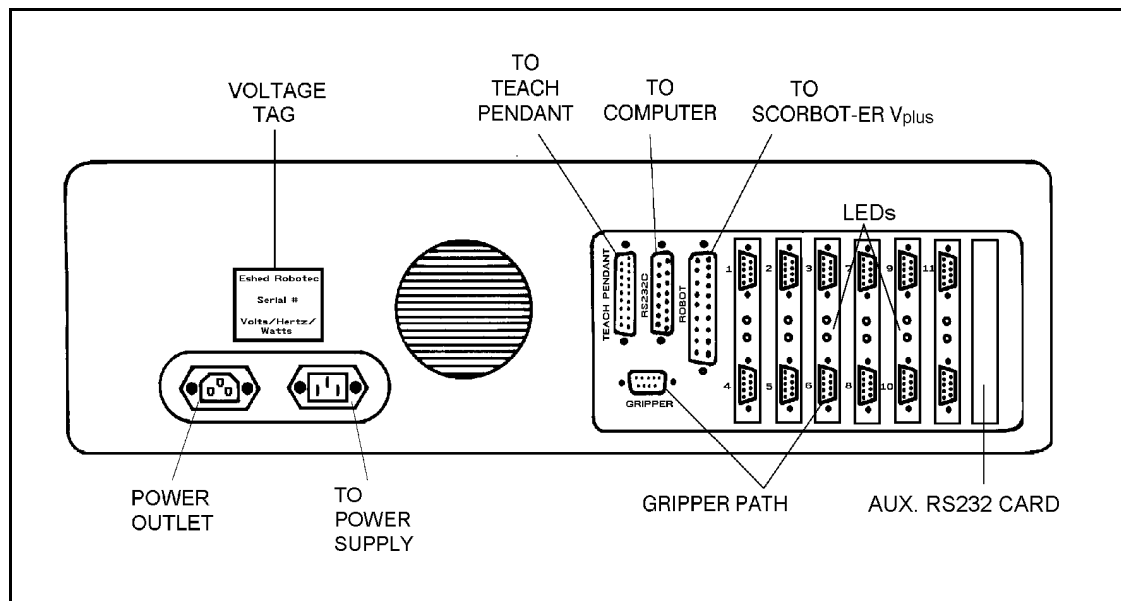 VOLTAGE
TAG
TO
TEACH
PENDANT
TO
COMPUTER
TO
SCORBOT-ER Vplus
LEDs
Eshed Robotec
Serial #
Volts/Hertz/
Watts
TEACH PENDANT
RS232C
ROBOT
1
2
3
7
9
11
4
5
6
8
10
GRIPPER
POWER
OUTLET
TO
POWER
SUPPLY
GRIPPER PATH
AUX. RS232 CARD